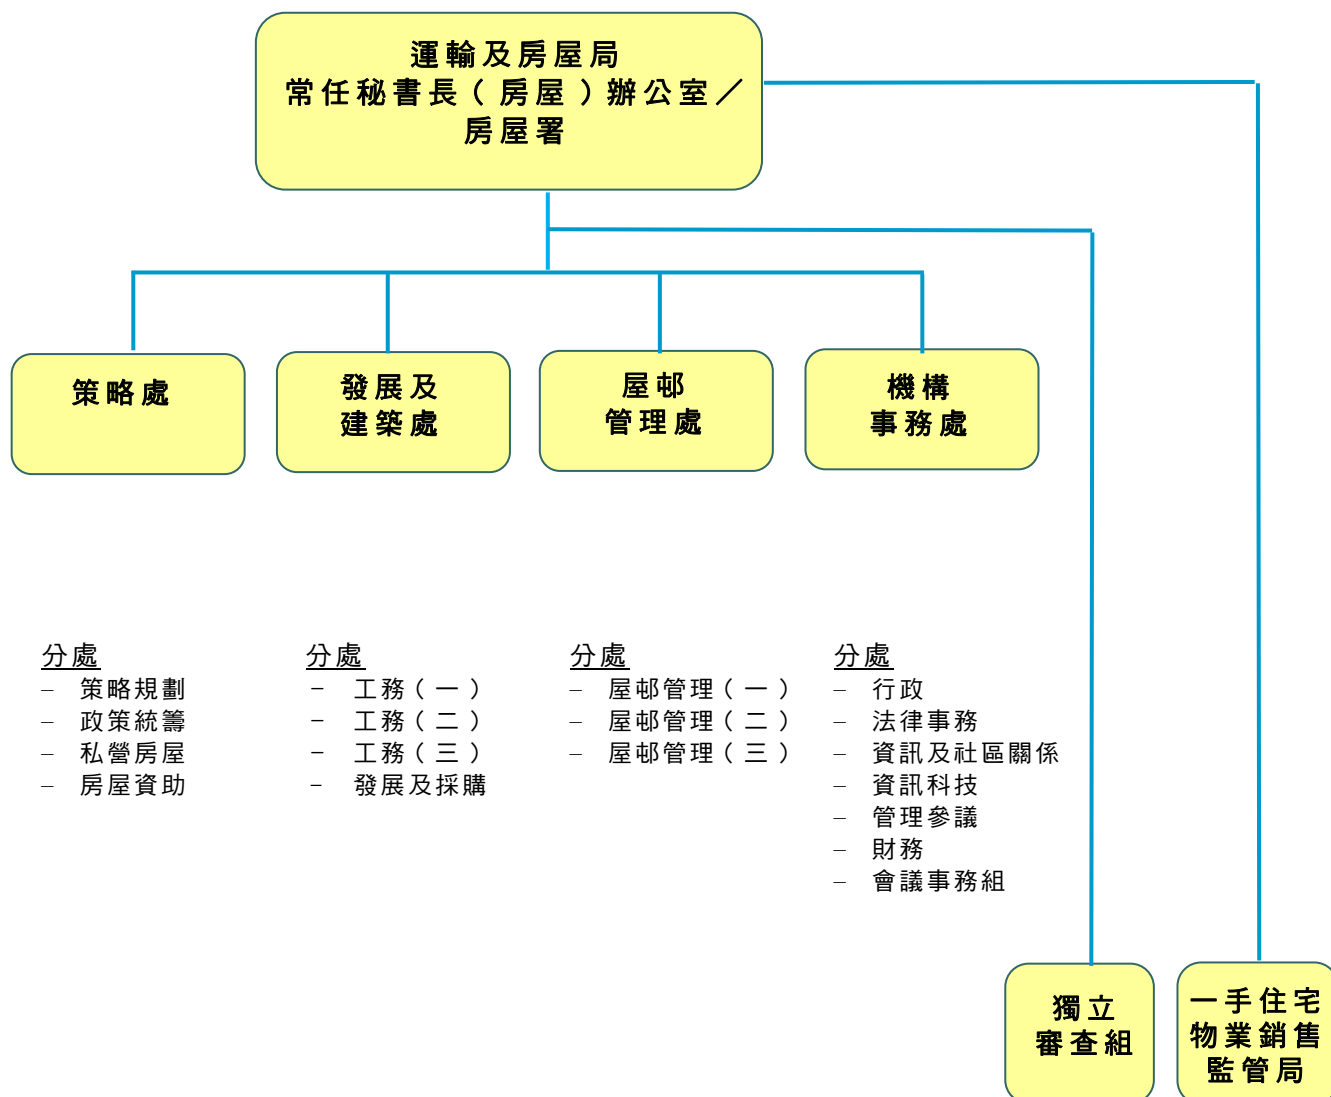 運輸及房屋局
常任秘書長（房屋）辦公室／
房屋署
策略處
發展及
建築處
屋邨
管理處
機構
事務處
分處
– 策略規劃
– 政策統籌
– 私營房屋
– 房屋資助
分處
– 工務（一）
– 工務（二）
– 工務（三）
– 發展及採購
分處
– 屋邨管理（一）
– 屋邨管理（二）
– 屋邨管理（三）
分處
– 行政
– 法律事務
– 資訊及社區關係
– 資訊科技
– 管理參議
– 財務
– 會議事務組
獨立
審查組
一手住宅
物業銷售
監管局